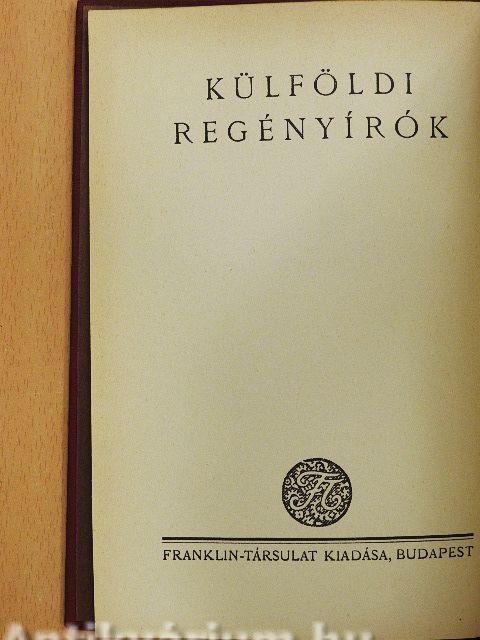 KÜLFÖLDI
REGÉNYÍRÓK
FRANKLIN-TÁRSULAT KIADÁSA, BUDAPEST